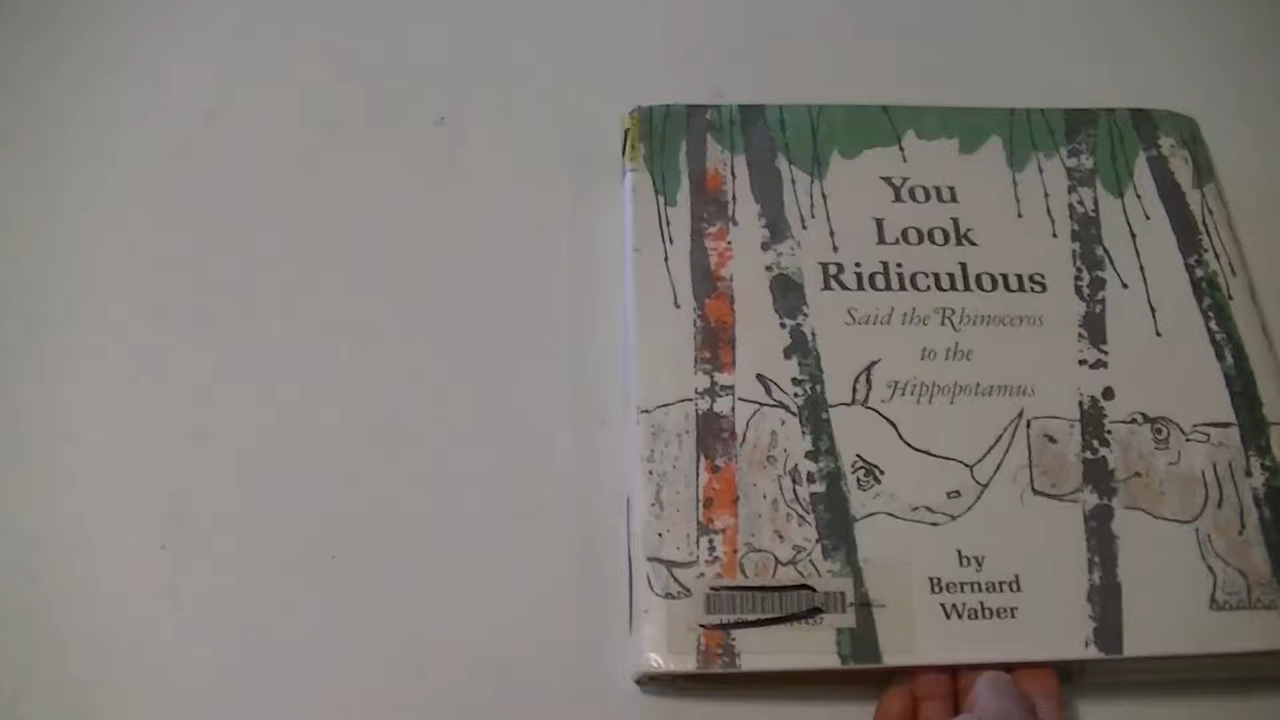 You
Look
Ridiculous
Said the Rhinoceros
to the
Hippopotamus
by
Bernard
Waber